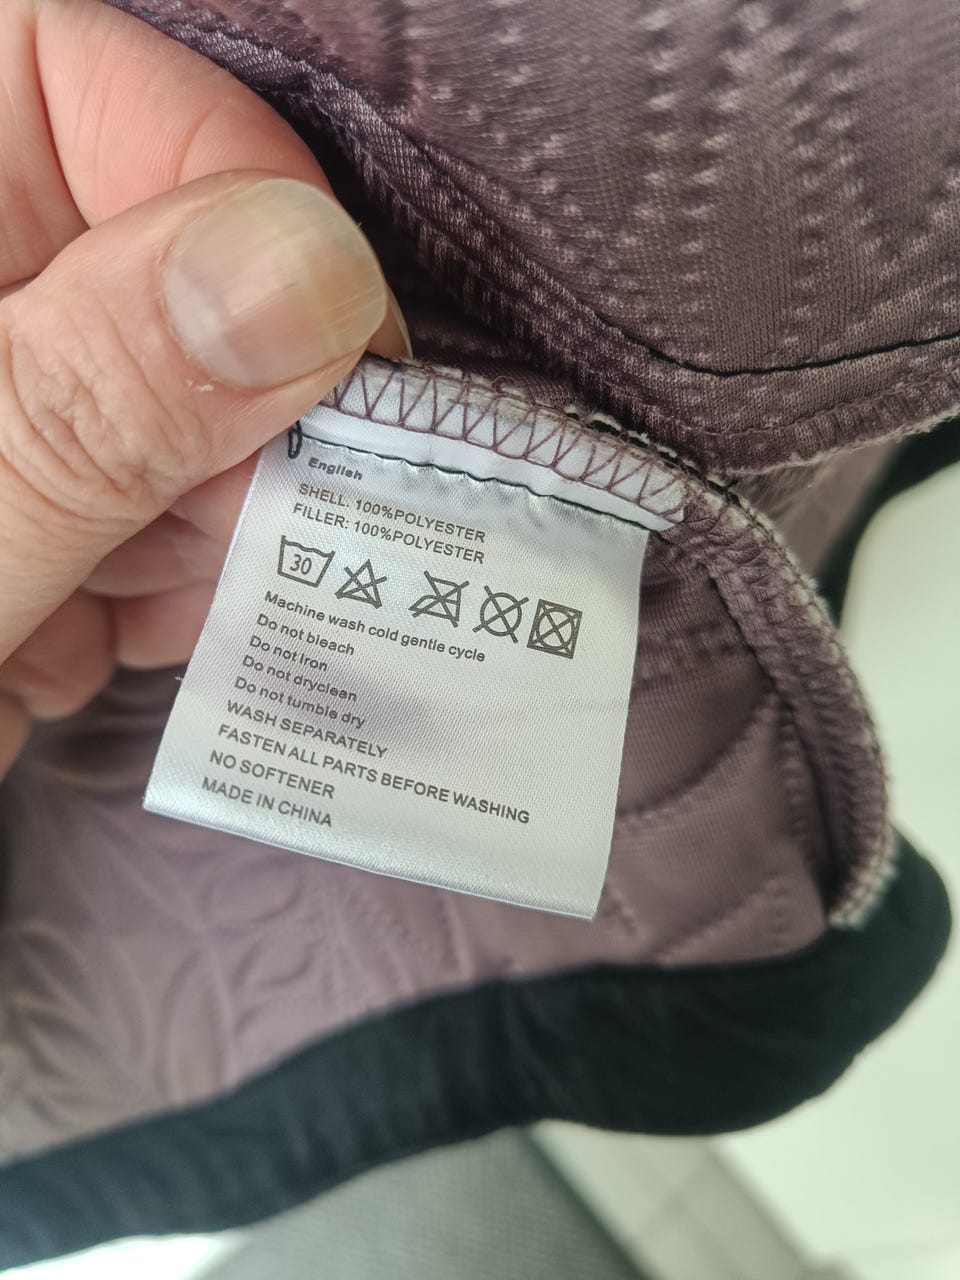 English
SHELL: 100%POLYESTER
FILLER: 100%POLYESTER
30
Machine wash cold gentle cycle
Do not bleach
Do not Iron
Do not dryclean
Do not tumble dry
WASH SEPARATELY
FASTEN ALL PARTS BEFORE WASHING
NO SOFTENER
MADE IN CHINA